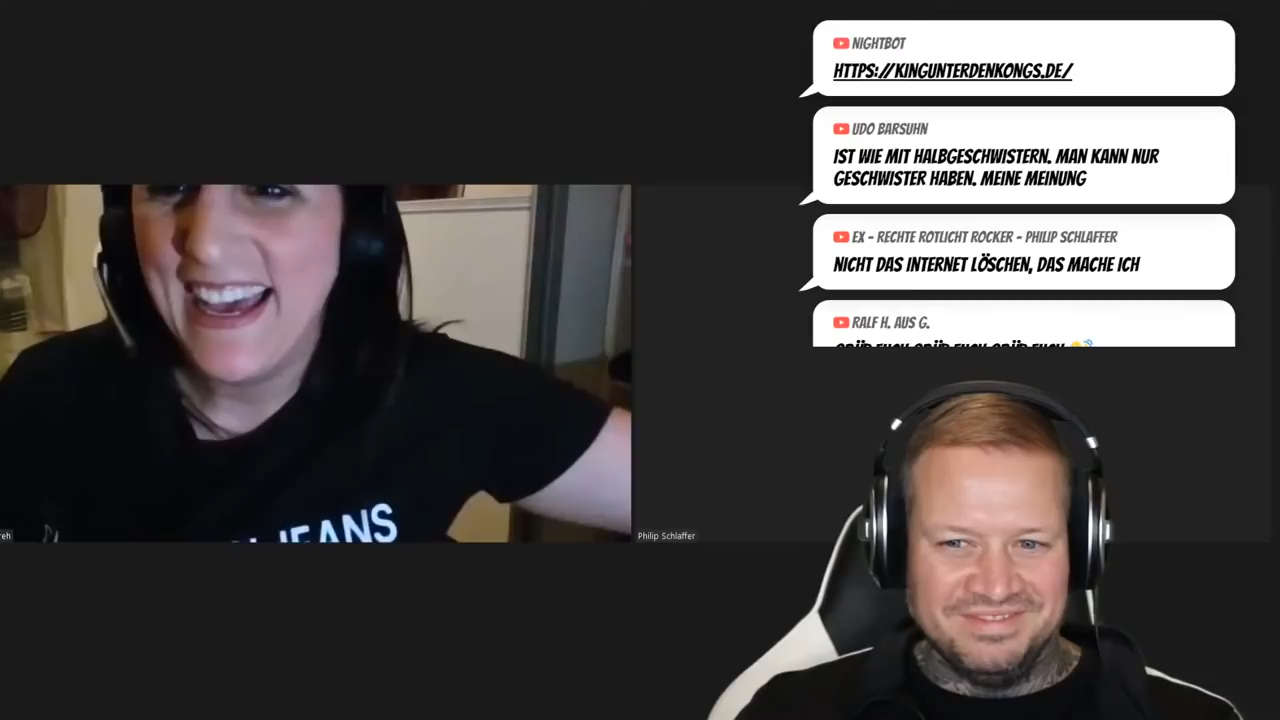 NIGHTBOT
HTTPS://KINGUNTERDENKONGS.DE/
UDO BARSUHN
IST WIE MIT HALBGESCHWISTERN. MAN KANN NUR
GESCHWISTER HABEN. MEINE MEINUNG
EX - RECHTE ROTLICHT ROCKER - PHILIP SCHLAFFER
NICHT DAS INTERNET LÖSCHEN, DAS MACHE ICH
RALF H. AUS G.
JEANS
reh
Philip Schlaffer